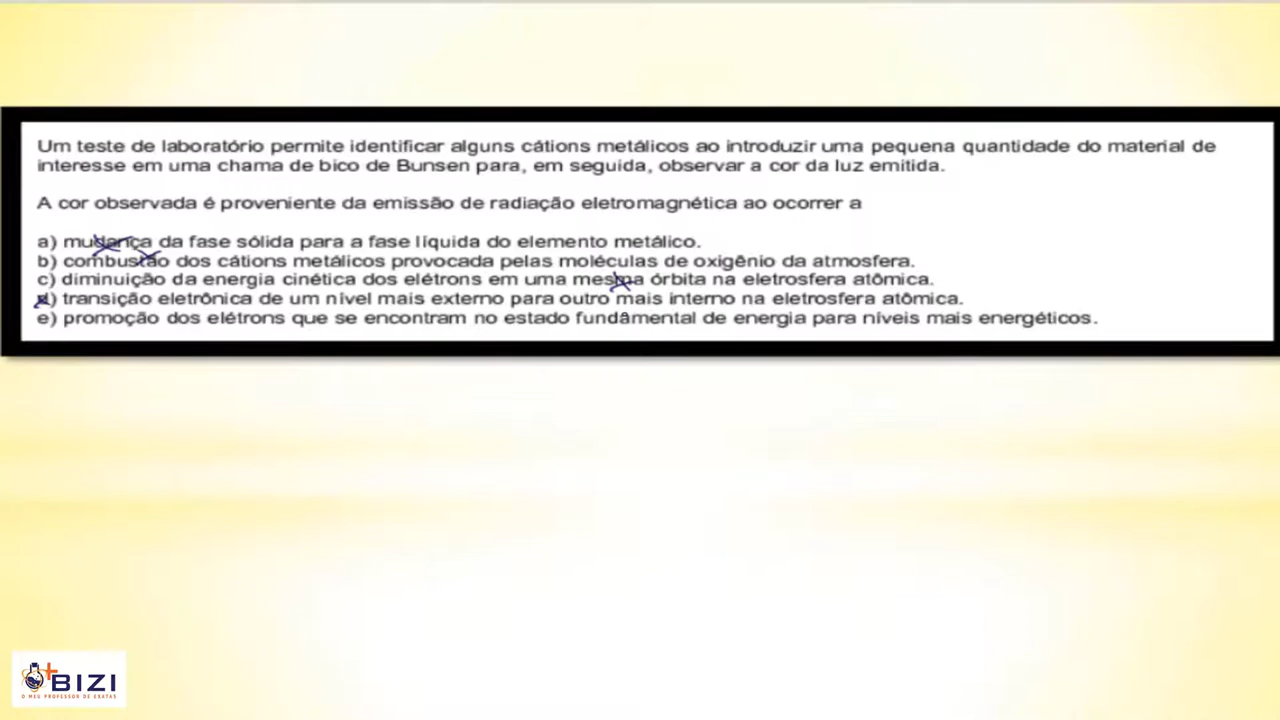 Um teste de laboratório permite identificar alguns cátions metálicos ao introduzir uma pequena quantidade do material de
interesse em uma chama de bico de Bunsen para, em seguida, observar a cor da luz emitida.
A cor observada é proveniente da emissão de radiação eletromagnética ao ocorrer a
a) mudança da fase sólida para a fase líquida do elemento metálico.
b) combustão dos cátions metálicos provocada pelas moléculas de oxigênio da atmosfera.
c) diminuição da energia cinética dos elétrons em uma mesma órbita na eletrosfera atômica.
d) transição eletrônica de um nível mais externo para outro mais interno na eletrosfera atômica.
e) promoção dos elétrons que se encontram no estado fundâmental de energia para níveis mais energéticos.
+BIZI
O MEU PROFESSOR DE EXATAS